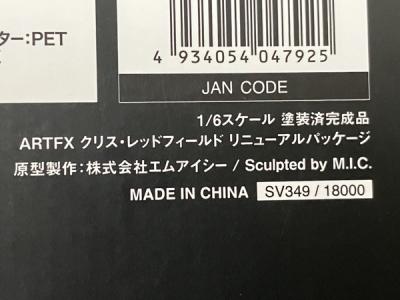 ター:PET
4 934054 047925
JAN CODE
1/6スケール 塗装済完成品
ARTFX クリス・レッドフィールド リニューアルパッケージ
原型製作：株式会社エムアイシー / Sculpted by M.I.C.
MADE IN CHINA SV349 / 18000